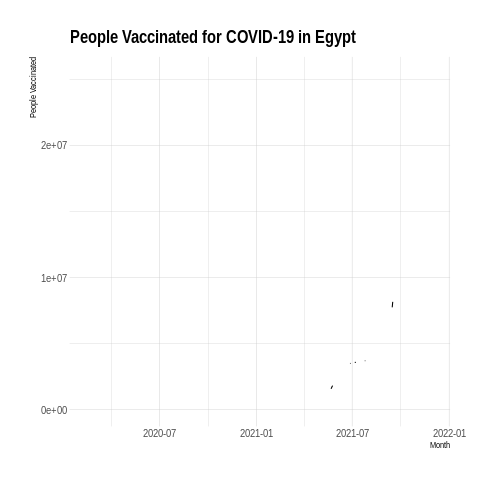 People Vaccinated for COVID-19 in Egypt
People Vaccinated
2e+07
1e+07
0e+00
2020-07 2021-01 2021-07 2022-01
Month